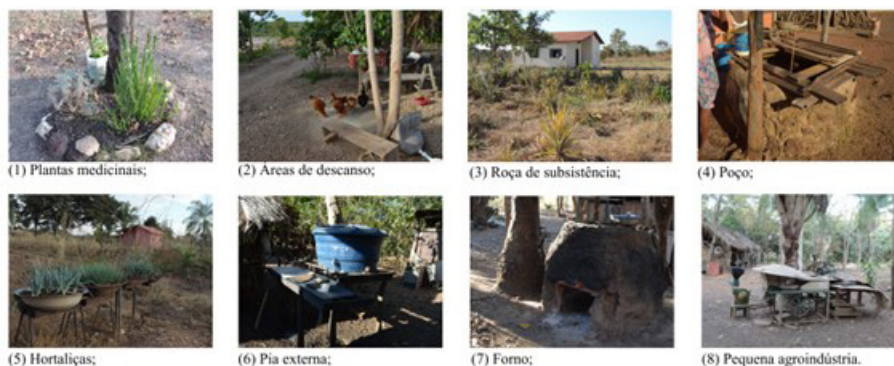 (1) Plantas medicinais;
(2) Áreas de descanso;
(3) Roça de subsistência;
(4) Poço;
(5) Hortaliças;
(6) Pia externa;
(7) Forno;
(8) Pequena agroindústria.